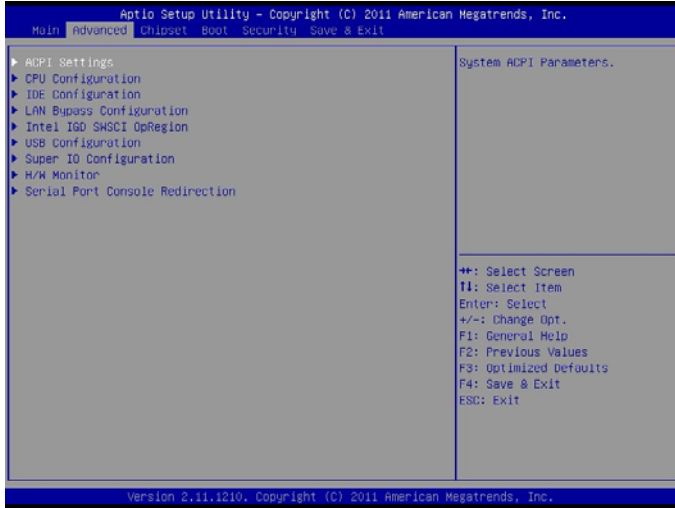 Aptio Setup Utility - Copyright (C) 2011 American Megatrends, Inc.
Main Advanced Chipset Boot Security Save & Exit
▶ ACPI Settings
▶ CPU Configuration
▶ IDE Configuration
▶ LAN Bypass Configuration
▶ Intel IGD SWSCI OpRegion
▶ USB Configuration
▶ Super IO Configuration
▶ H/W Monitor
▶ Serial Port Console Redirection
System ACPI Parameters.
→←: Select Screen
↑↓: Select Item
Enter: Select
+/-: Change Opt.
F1: General Help
F2: Previous Values
F3: Optimized Defaults
F4: Save & Exit
ESC: Exit
Version 2.11.1210. Copyright (C) 2011 American Megatrends, Inc.